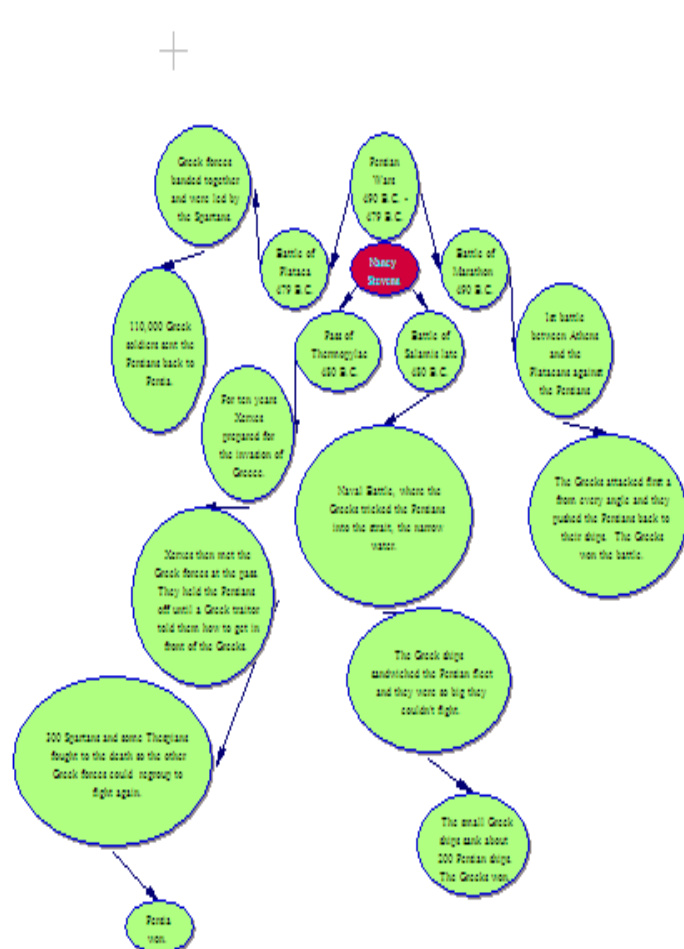 Greek forces
banded together
and were led by
the Spartans
Persian
Wars
490 B.C. -
479 B.C.
Nancy
Stevens
Battle of
Plataea
479 B.C.
Battle of
Marathon
490 B.C.
110,000 Greek
soldiers sent the
Persians back to
Persia.
Pass of
Thermopylae
480 B.C.
Battle of
Salamis late
480 B.C.
1st battle
between Athens
and the
Plataeans against
the Persians
For ten years
Xerxes
prepared for
the invasion of
Greece.
Naval Battle, where the
Greeks tricked the Persians
into the strait, the narrow
water.
The Greeks attacked first a
from every angle and they
pushed the Persians back to
their ships. The Greeks
won the battle.
Xerxes then met the
Greek forces at the pass.
They held the Persians
off until a Greek traitor
told them how to get in
front of the Greeks.
The Greek ships
sandwiched the Persian fleet
and they were so big they
couldn't fight.
300 Spartans and some Thespians
fought to the death so the other
Greek forces could regroup to
fight again.
The small Greek
ships sank about
200 Persian ships.
The Greeks won.
Persia
won.